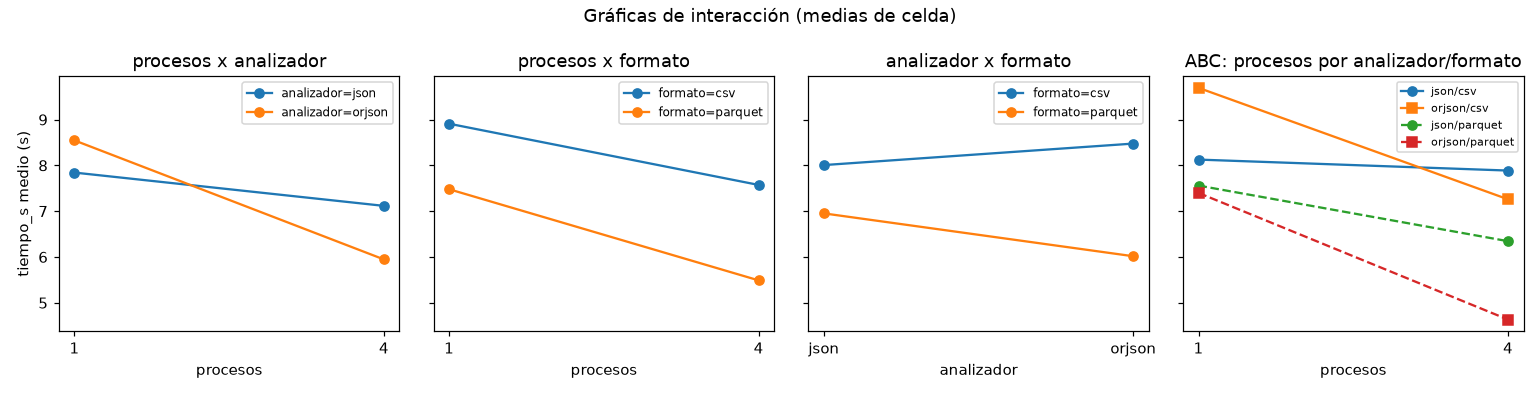 Gráficas de interacción (medias de celda)
procesos x analizador
analizador=json
analizador=orjson
9
8
7
6
5
tiempo_s medio (s)
1
4
procesos
procesos x formato
formato=csv
formato=parquet
1
4
procesos
analizador x formato
formato=csv
formato=parquet
json
orjson
analizador
ABC: procesos por analizador/formato
json/csv
orjson/csv
json/parquet
orjson/parquet
1
4
procesos